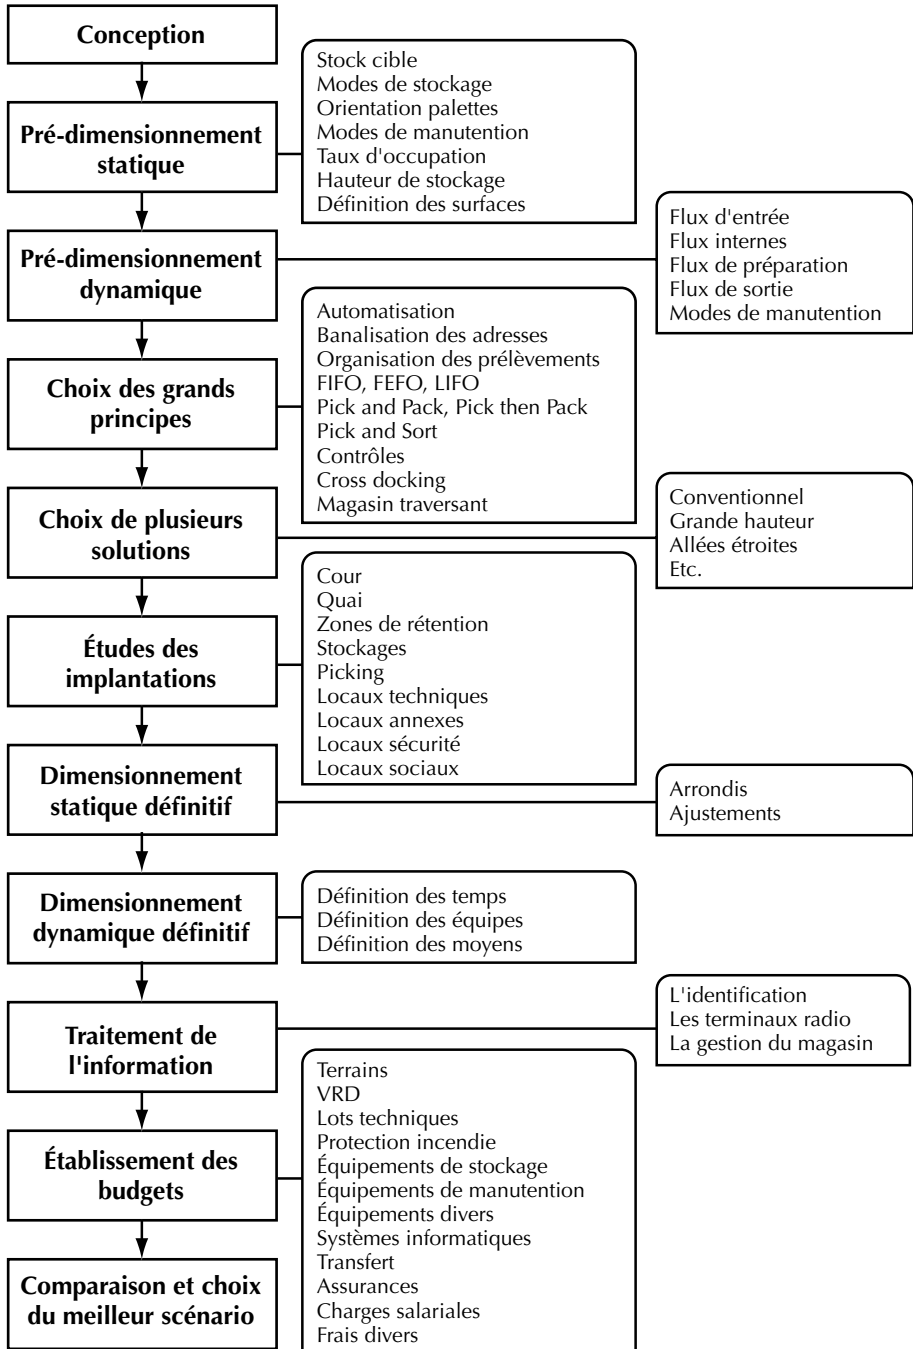 Conception
Stock cible
Modes de stockage
Orientation palettes
Modes de manutention
Taux d'occupation
Hauteur de stockage
Définition des surfaces
Pré-dimensionnement
statique
Flux d'entrée
Flux internes
Flux de préparation
Flux de sortie
Modes de manutention
Pré-dimensionnement
dynamique
Automatisation
Banalisation des adresses
Organisation des prélèvements
FIFO, FEFO, LIFO
Pick and Pack, Pick then Pack
Pick and Sort
Contrôles
Cross docking
Magasin traversant
Choix des grands
principes
Conventionnel
Grande hauteur
Allées étroites
Etc.
Choix de plusieurs
solutions
Cour
Quai
Zones de rétention
Stockages
Picking
Locaux techniques
Locaux annexes
Locaux sécurité
Locaux sociaux
Études des
implantations
Dimensionnement
statique définitif
Arrondis
Ajustements
Dimensionnement
dynamique définitif
Définition des temps
Définition des équipes
Définition des moyens
L'identification
Les terminaux radio
La gestion du magasin
Traitement de
l'information
Terrains
VRD
Lots techniques
Protection incendie
Équipements de stockage
Équipements de manutention
Équipements divers
Systèmes informatiques
Transfert
Assurances
Charges salariales
Frais divers
Établissement des
budgets
Comparaison et choix
du meilleur scénario